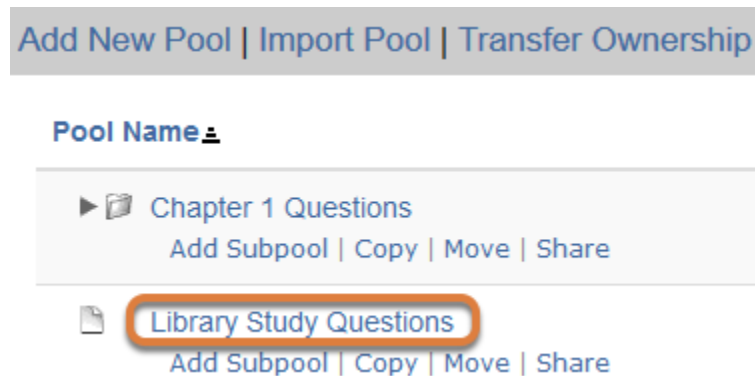 Add New Pool | Import Pool | Transfer Ownership
Pool Name
Chapter 1 Questions
Add Subpool | Copy | Move | Share
Library Study Questions
Add Subpool | Copy | Move | Share